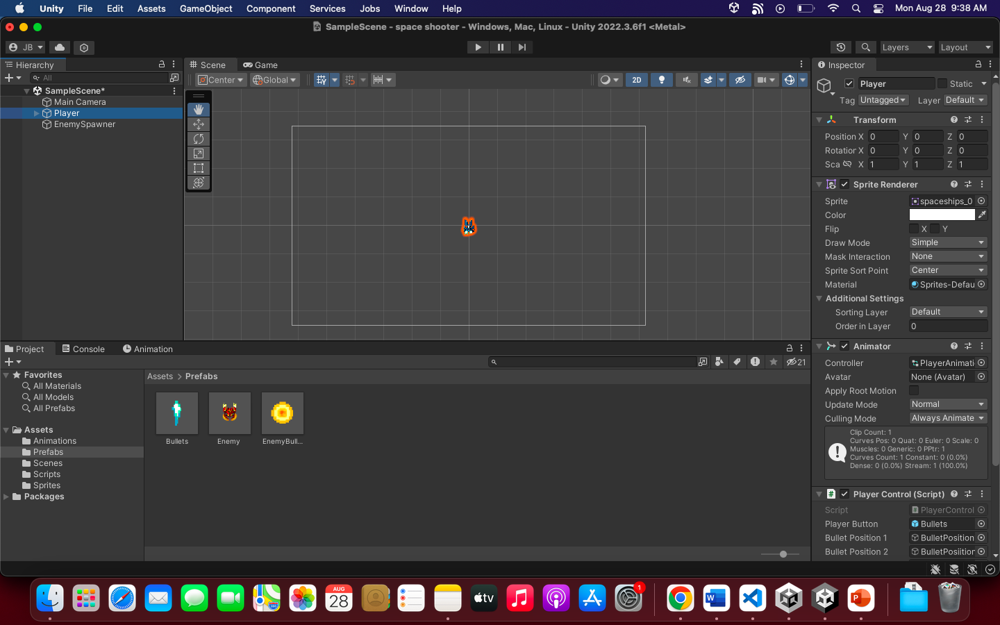 Unity File Edit Assets GameObject Component Services Jobs Window Help Mon Aug 28 9:38 AM
SampleScene - space shooter - Windows, Mac, Linux - Unity 2022.3.6f1 <Metal>
JB Layers Layout
Hierarchy
All
SampleScene*
Main Camera
Player
EnemySpawner
Scene Game
Center Global 2D
Inspector
Player Static
Tag Untagged Layer Default
Transform
Position X 0 Y 0 Z 0
Rotatior X 0 Y 0 Z 0
Sca X 1 Y 1 Z 1
Sprite Renderer
Sprite spaceships_0
Color
Flip X Y
Draw Mode Simple
Mask Interaction None
Sprite Sort Point Center
Material Sprites-Defau
Additional Settings
Sorting Layer Default
Order in Layer 0
Animator
Controller PlayerAnimati
Avatar None (Avatar)
Apply Root Motion
Update Mode Normal
Culling Mode Always Animate
Clip Count: 1
Curves Pos: 0 Quat: 0 Euler: 0 Scale: 0
Muscles: 0 Generic: 0 PPtr: 1
Curves Count: 1 Constant: 0 (0.0%)
Dense: 0 (0.0%) Stream: 1 (100.0%)
Player Control (Script)
Script PlayerControl
Player Button Bullets
Bullet Position 1 BulletPosition
Bullet Position 2 BulletPosiitior
Project Console Animation
21
Favorites
All Materials
All Models
All Prefabs
Assets
Animations
Prefabs
Scenes
Scripts
Sprites
Packages
Assets > Prefabs
Bullets Enemy EnemyBull...
AUG
28
tv
1
W
P